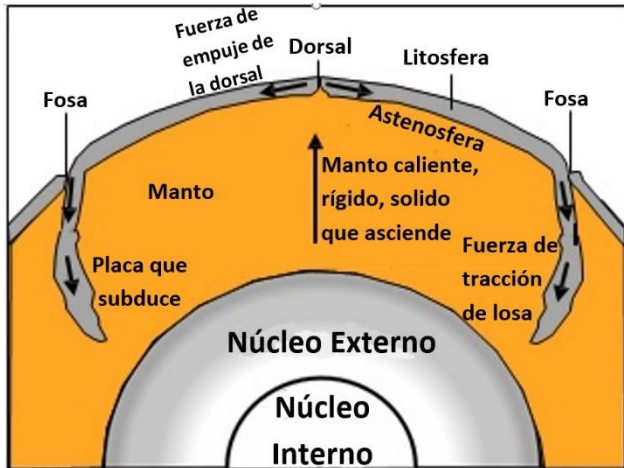 Fuerza de
empuje de
la dorsal
Dorsal
Litosfera
Fosa
Fosa
Astenosfera
Manto
Manto caliente,
rígido, solido
que asciende
Placa que
subduce
Fuerza de
tracción
de losa
Núcleo Externo
Núcleo
Interno